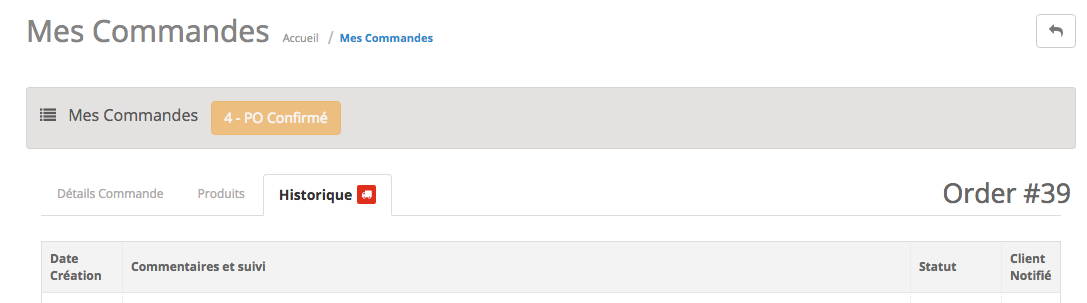 Mes Commandes Accueil / Mes Commandes
Mes Commandes 4 - PO Confirmé
Détails Commande Produits Historique Order #39
Date Création Commentaires et suivi Statut Client Notifié